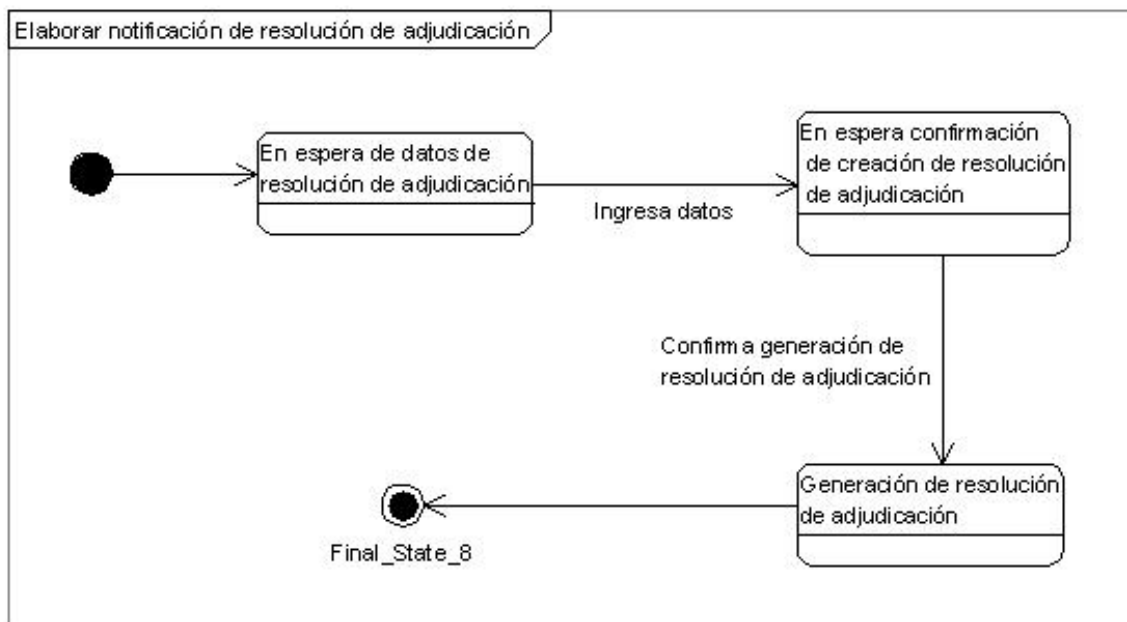 Elaborar notificación de resolución de adjudicación
En espera de datos de
resolución de adjudicación
Ingresa datos
En espera confirmación
de creación de resolución
de adjudicación
Confirma generación de
resolución de adjudicación
Generación de resolución
de adjudicación
Final_State_8